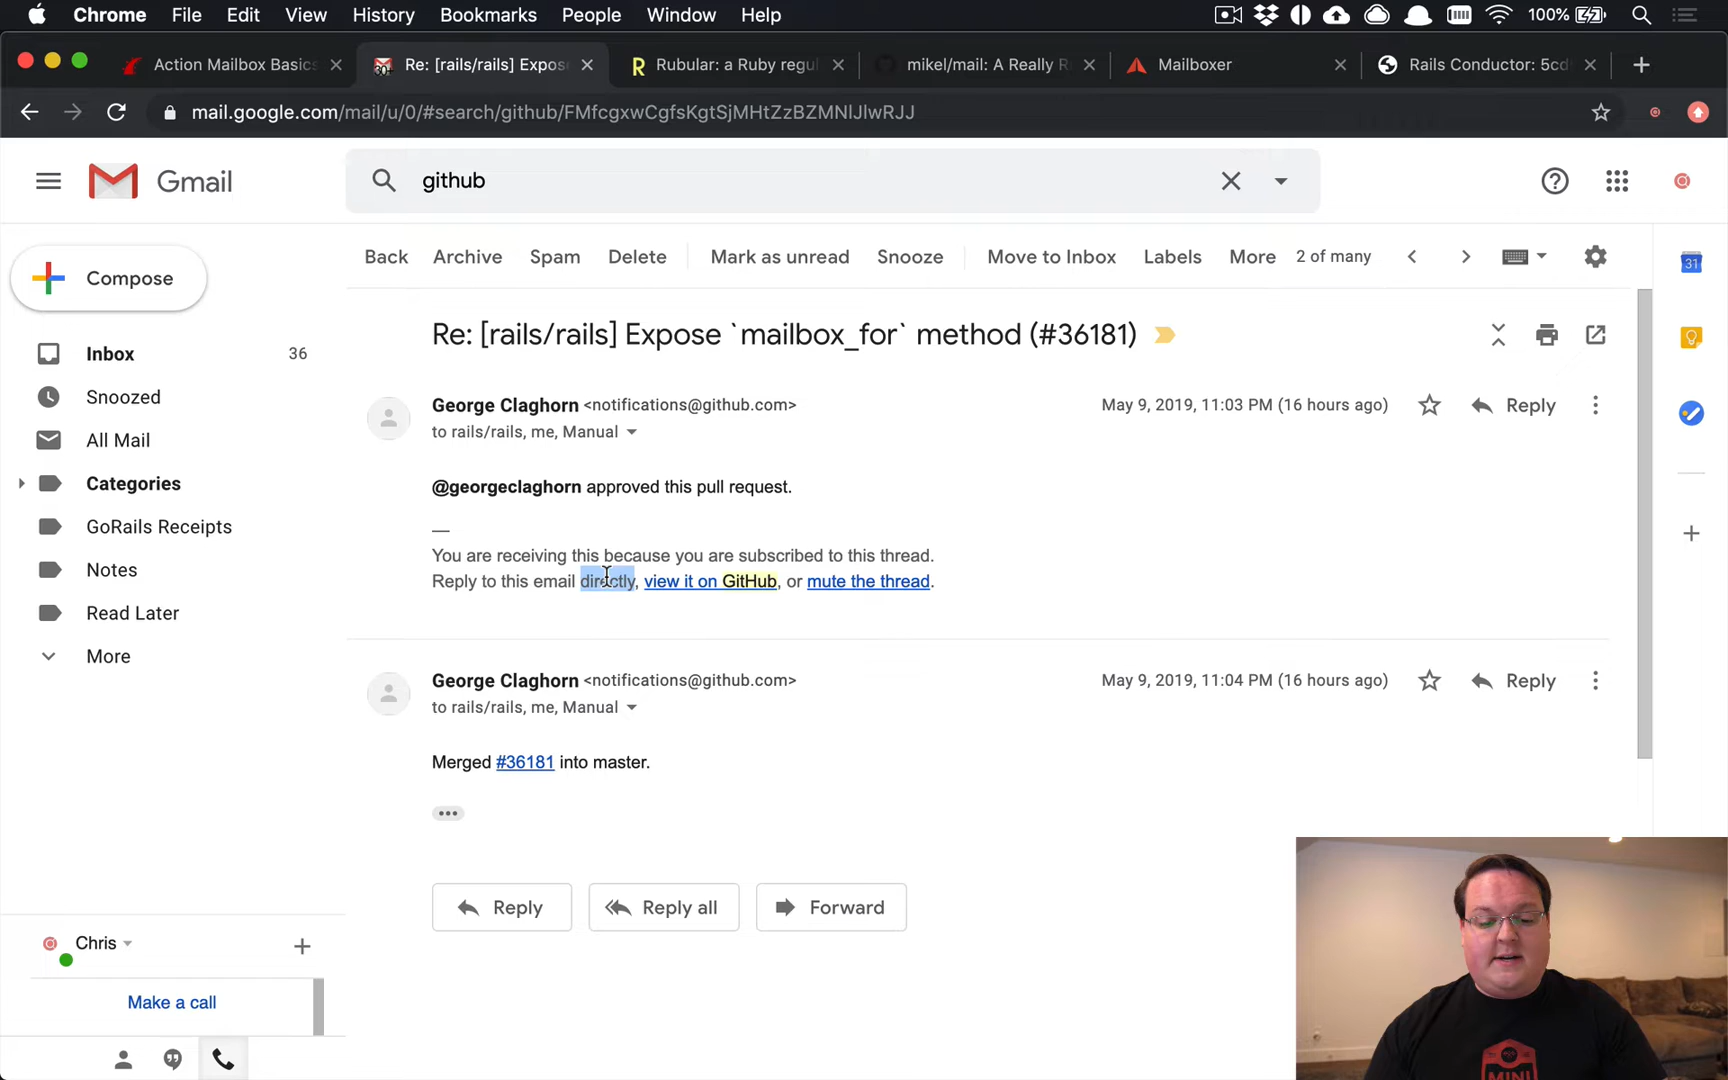 Chrome File Edit View History Bookmarks People Window Help 100%
Action Mailbox Basics Re: [rails/rails] Expose Rubular: a Ruby regul mikel/mail: A Really R Mailboxer Rails Conductor: 5cd
mail.google.com/mail/u/0/#search/github/FMfcgxwCgfsKgtSjMHtZzBZMNlJlwRJJ
Gmail github
Compose
Back Archive Spam Delete Mark as unread Snooze Move to Inbox Labels More 2 of many
31
Inbox 36
Snoozed
All Mail
Categories
GoRails Receipts
Notes
Read Later
More
Re: [rails/rails] Expose `mailbox_for` method (#36181)
George Claghorn <notifications@github.com> May 9, 2019, 11:03 PM (16 hours ago) Reply
to rails/rails, me, Manual
@georgeclaghorn approved this pull request.
—
You are receiving this because you are subscribed to this thread.
Reply to this email directly, view it on GitHub, or mute the thread.
George Claghorn <notifications@github.com> May 9, 2019, 11:04 PM (16 hours ago) Reply
to rails/rails, me, Manual
Merged #36181 into master.
Reply Reply all Forward
Chris
Make a call
MINI